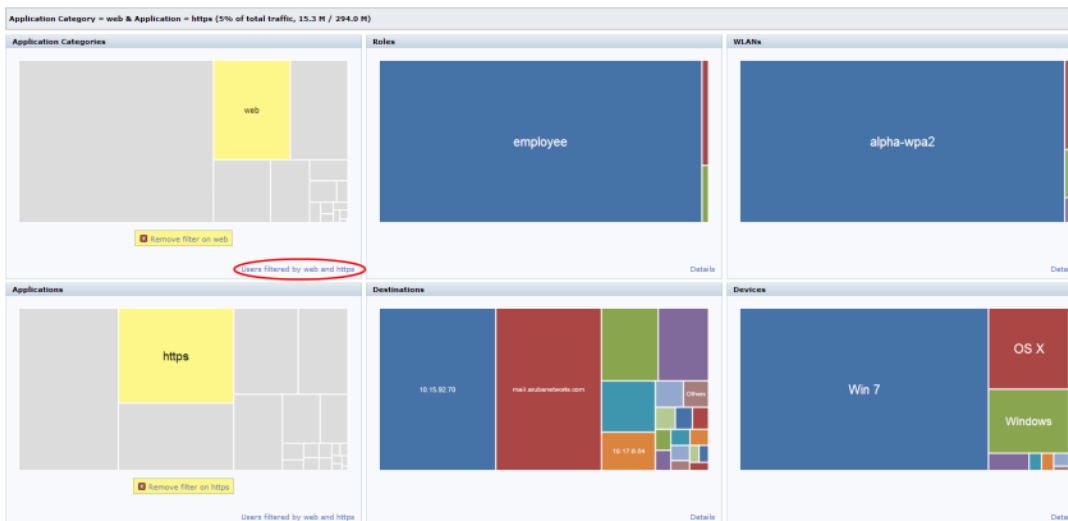 Application Category = web & Application = https (5% of total traffic, 15.3 M / 294.0 M)
Application Categories
Roles
WLANs
web
employee
alpha-wpa2
Remove filter on web
Users filtered by web and https
Details
Deta
Applications
Destinations
Devices
https
10.15.92.70
mail.arubanetworks.com
Others
10.17.6.54
Win 7
OS X
Windows
Remove filter on https
Users filtered by web and https
Details
Deta